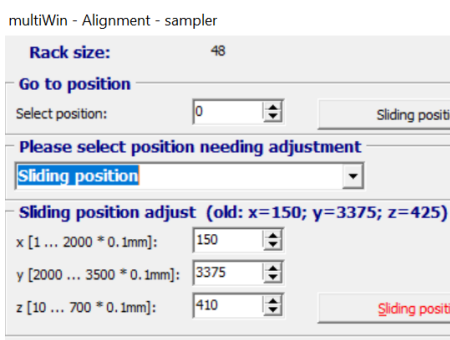 multiWin - Alignment - sampler
Rack size: 48
Go to position
Select position: 0 Sliding positi
Please select position needing adjustment
Sliding position
Sliding position adjust (old: x=150; y=3375; z=425)
x [1 ... 2000 * 0.1mm]: 150
y [2000 ... 3500 * 0.1mm]: 3375
z [10 ... 700 * 0.1mm]: 410 Sliding positi